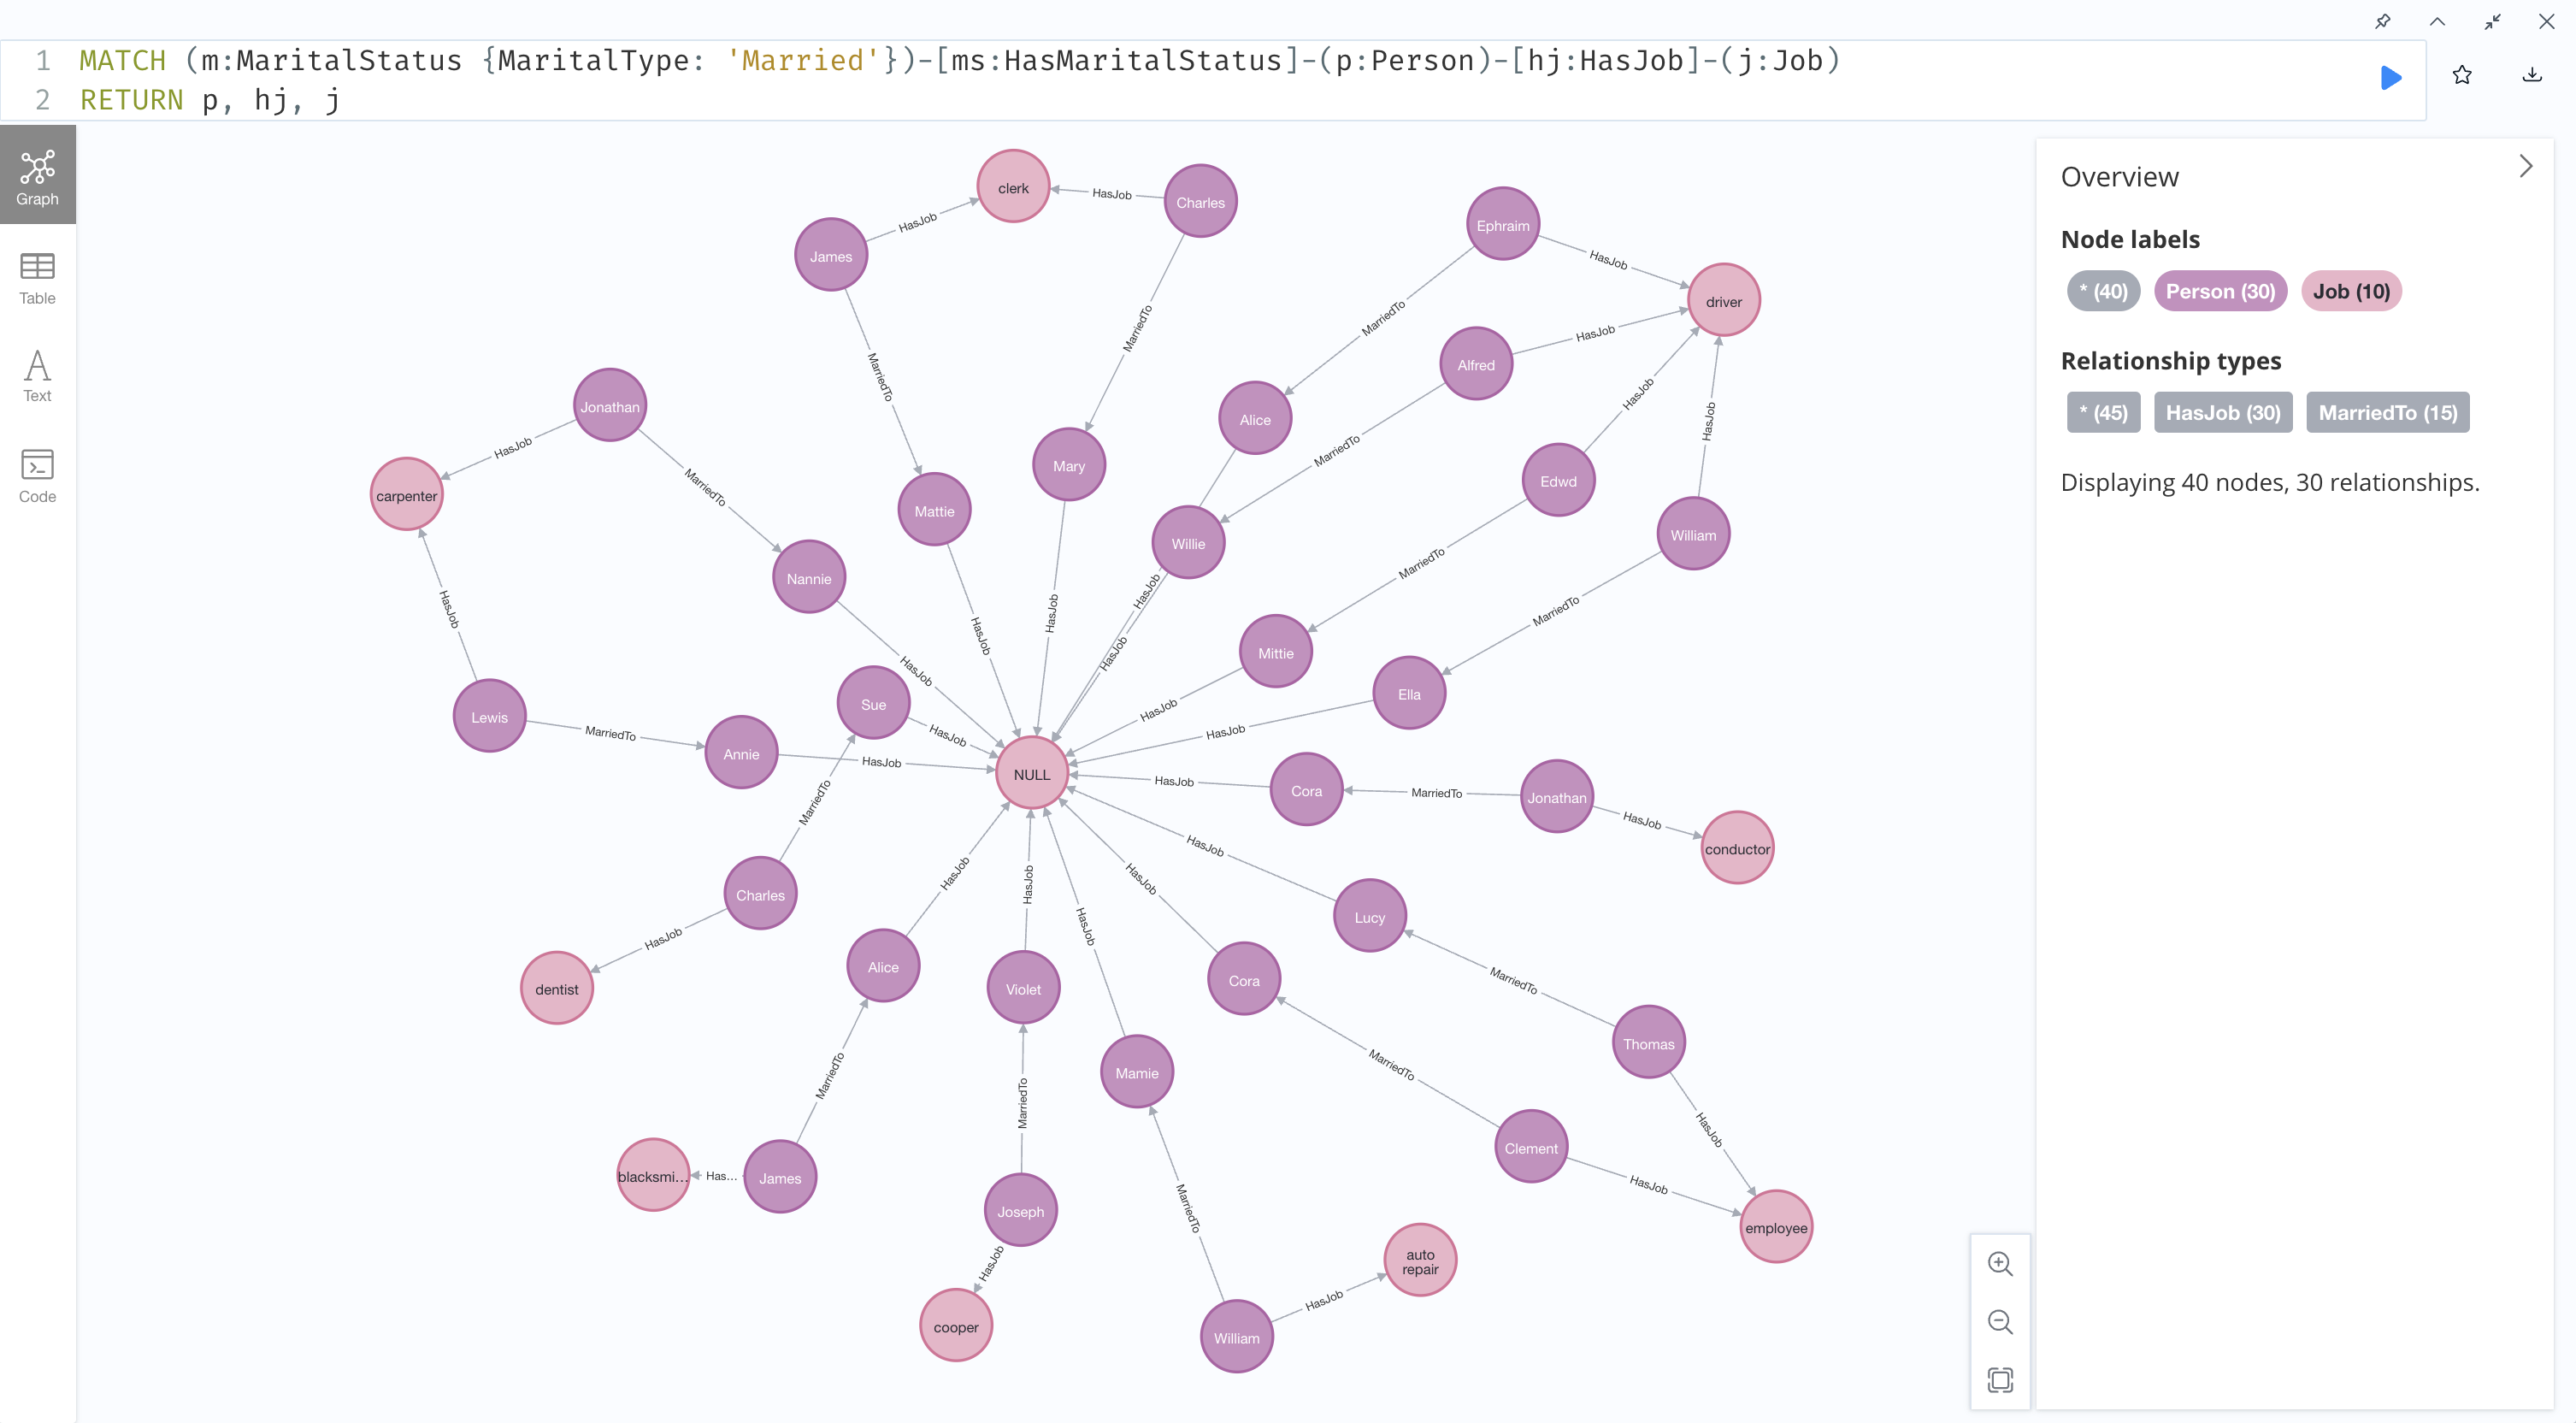 1 MATCH (m:MaritalStatus {MaritalType: 'Married'})-[ms:HasMaritalStatus]-(p:Person)-[hj:HasJob]-(j:Job)
2 RETURN p, hj, j
Graph
Table
Text
Code
clerk
HasJob
Charles
HasJob
James
Ephraim
HasJob
driver
MarriedTo
MarriedTo
MarriedTo
HasJob
Alfred
Jonathan
HasJob
Alice
MarriedTo
HasJob
HasJob
carpenter
MarriedTo
Mattie
Mary
Willie
Edwd
William
HasJob
Nannie
HasJob
HasJob
HasJob
HasJob
MarriedTo
MarriedTo
Mittie
HasJob
Ella
Lewis
MarriedTo
Annie
Sue
HasJob
HasJob
HasJob
HasJob
NULL
HasJob
Cora
MarriedTo
Jonathan
HasJob
conductor
MarriedTo
Charles
HasJob
HasJob
HasJob
HasJob
HasJob
HasJob
Lucy
dentist
Alice
Violet
Cora
MarriedTo
Thomas
MarriedTo
MarriedTo
Mamie
MarriedTo
HasJob
Clement
blacksmi...
Has...
James
Joseph
MarriedTo
HasJob
employee
HasJob
auto
repair
cooper
HasJob
William
Overview
Node labels
* (40)
Person (30)
Job (10)
Relationship types
* (45)
HasJob (30)
MarriedTo (15)
Displaying 40 nodes, 30 relationships.